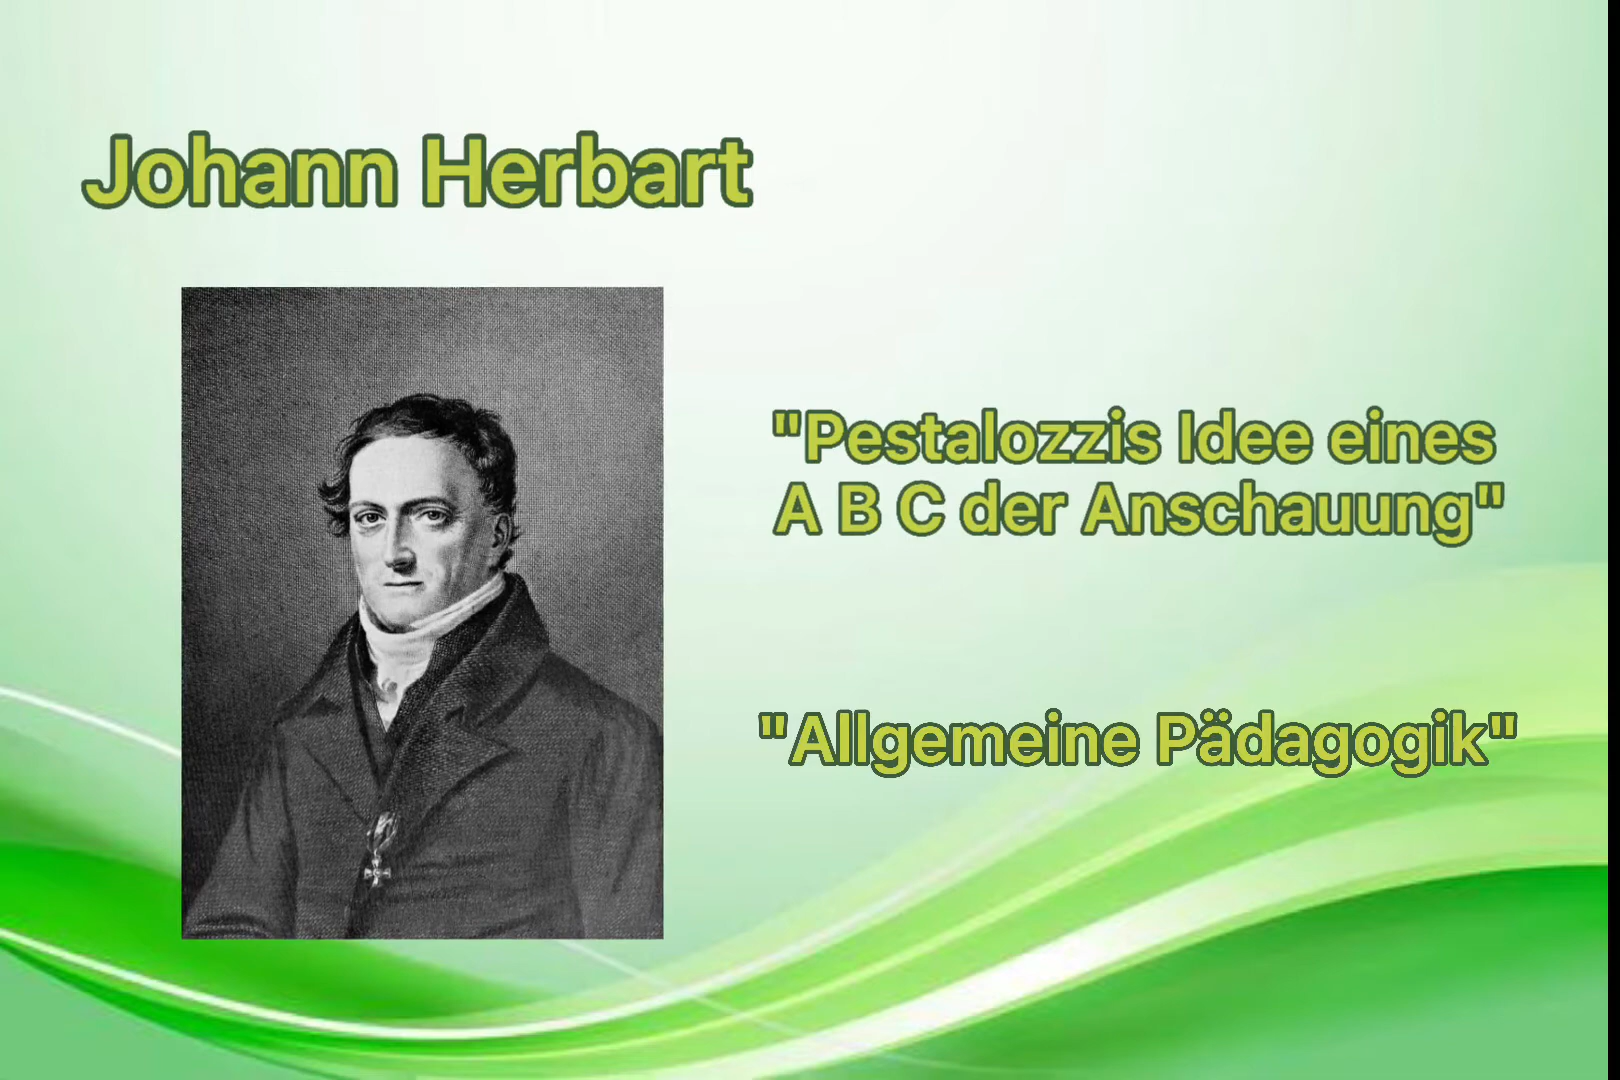 Johann Herbart
"Pestalozzis Idee eines
A B C der Anschauung"
"Allgemeine Pädagogik"